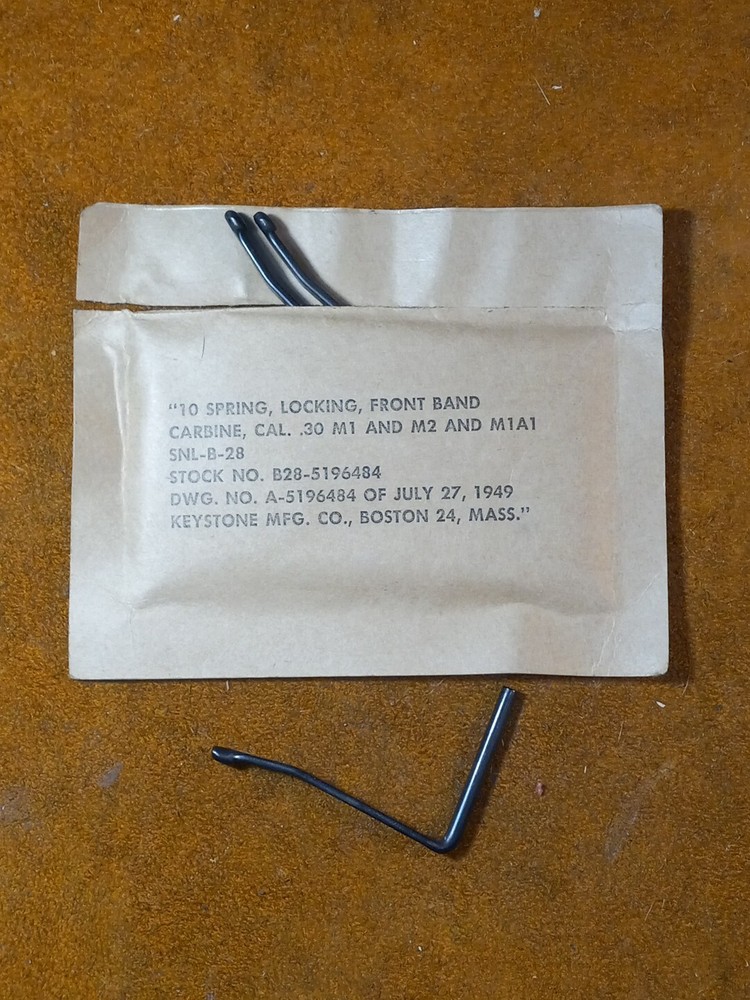 "10 SPRING, LOCKING, FRONT BAND
CARBINE, CAL. .30 M1 AND M2 AND M1A1
SNL-B-28
STOCK NO. B28-5196484
DWG. NO. A-5196484 OF JULY 27, 1949
KEYSTONE MFG. CO., BOSTON 24, MASS."